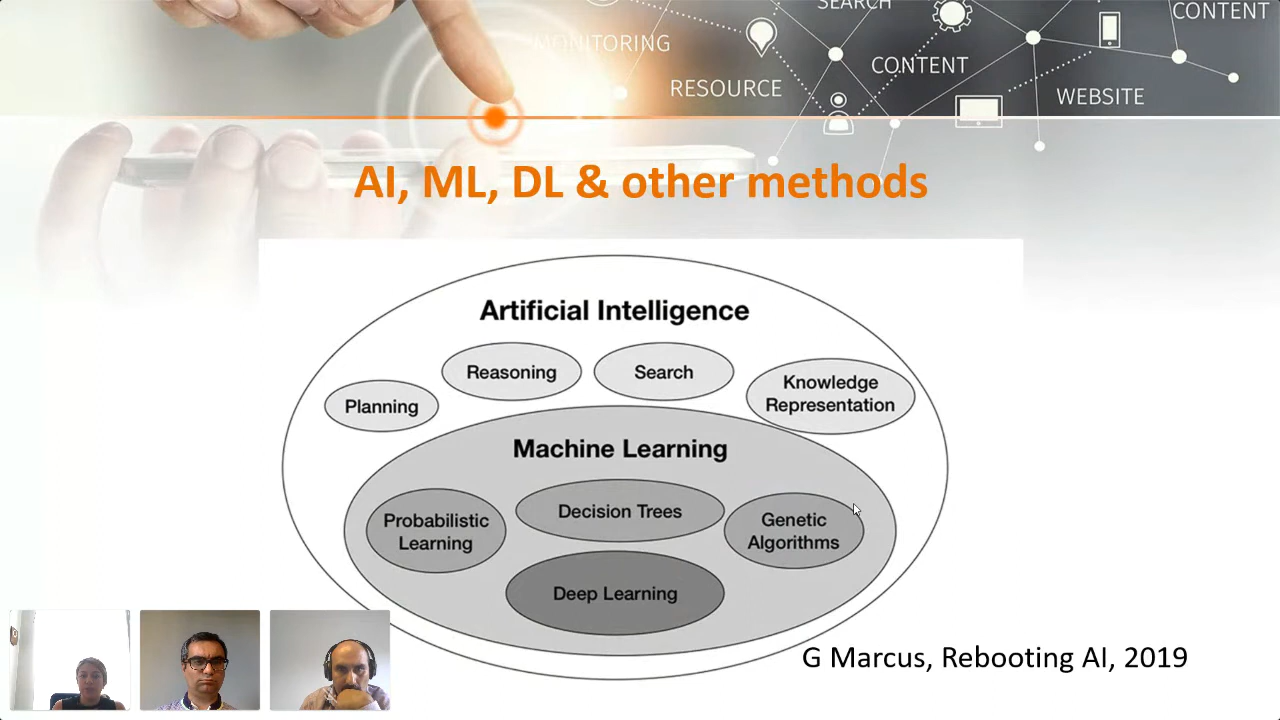 SEARCH
CONTENT
MONITORING
CONTENT
RESOURCE
WEBSITE
AI, ML, DL & other methods
Artificial Intelligence
Reasoning
Search
Knowledge
Representation
Planning
Machine Learning
Decision Trees
Probabilistic
Learning
Genetic
Algorithms
Deep Learning
G Marcus, Rebooting AI, 2019